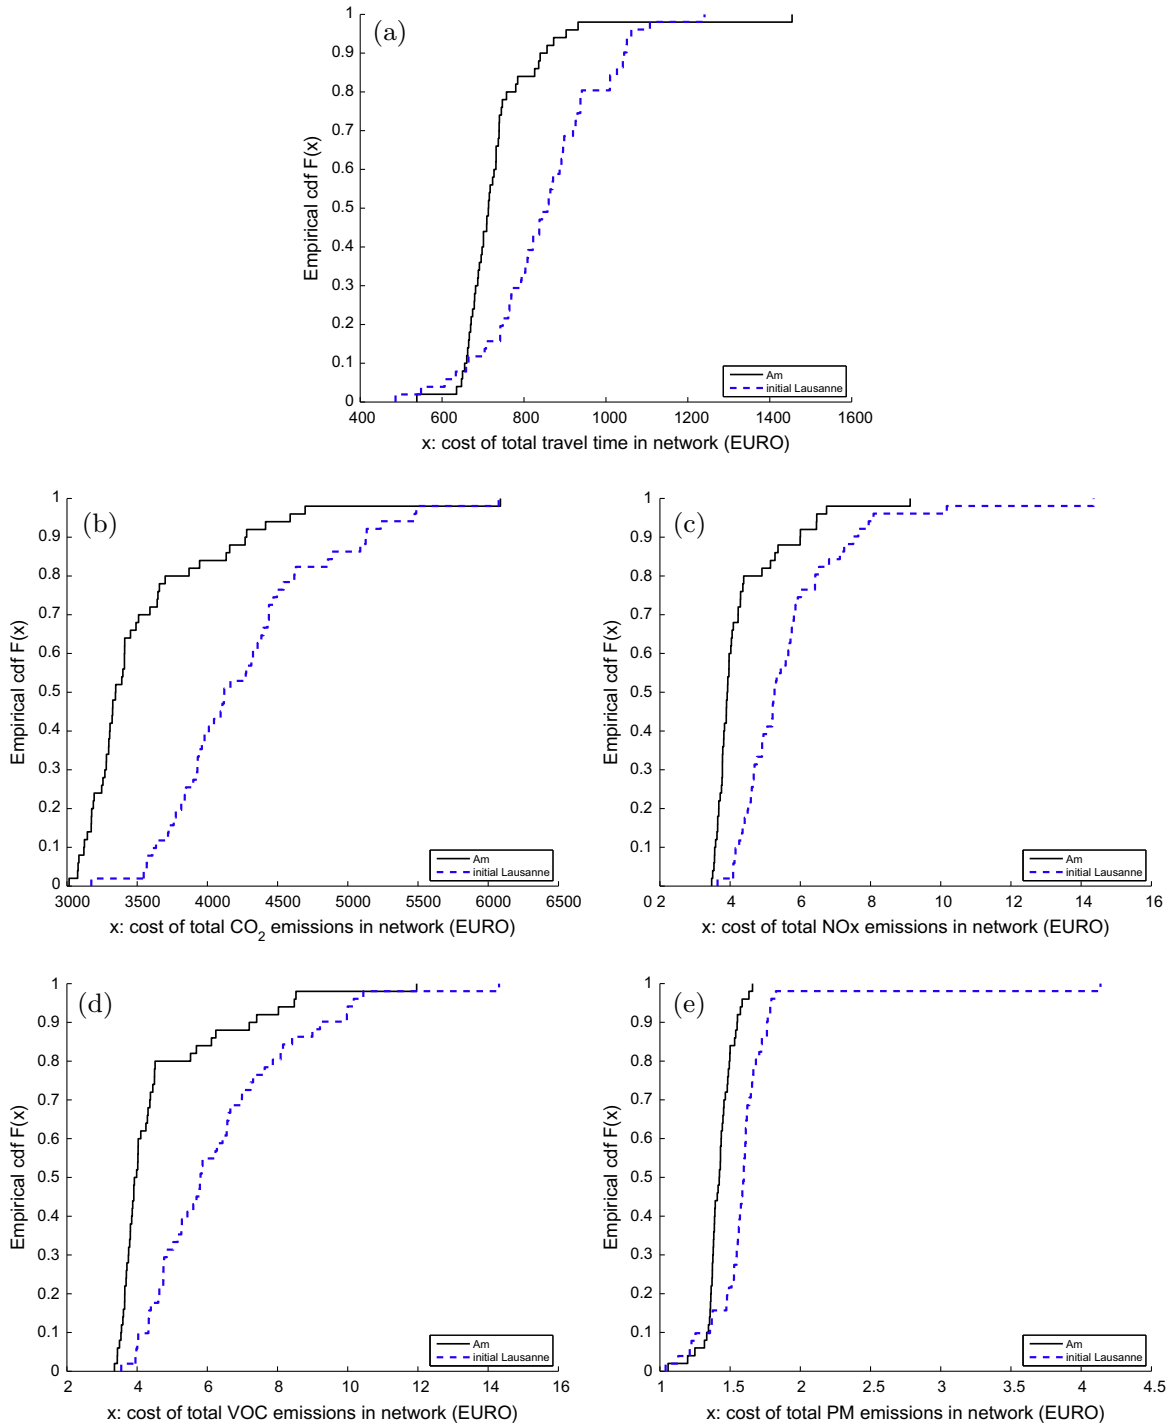 (a)
1
0.9
0.8
0.7
0.6
0.5
0.4
0.3
0.2
0.1
0
Empirical cdf F(x)
400 600 800 1000 1200 1400 1600
x: cost of total travel time in network (EURO)
Am
initial Lausanne
(b)
1
0.9
0.8
0.7
0.6
0.5
0.4
0.3
0.2
0.1
0
Empirical cdf F(x)
3000 3500 4000 4500 5000 5500 6000 6500
x: cost of total CO2 emissions in network (EURO)
Am
initial Lausanne
(c)
1
0.9
0.8
0.7
0.6
0.5
0.4
0.3
0.2
0.1
0
Empirical cdf F(x)
2 4 6 8 10 12 14 16
x: cost of total NOx emissions in network (EURO)
Am
initial Lausanne
(d)
1
0.9
0.8
0.7
0.6
0.5
0.4
0.3
0.2
0.1
0
Empirical cdf F(x)
2 4 6 8 10 12 14 16
x: cost of total VOC emissions in network (EURO)
Am
initial Lausanne
(e)
1
0.9
0.8
0.7
0.6
0.5
0.4
0.3
0.2
0.1
0
Empirical cdf F(x)
1 1.5 2 2.5 3 3.5 4 4.5
x: cost of total PM emissions in network (EURO)
Am
initial Lausanne